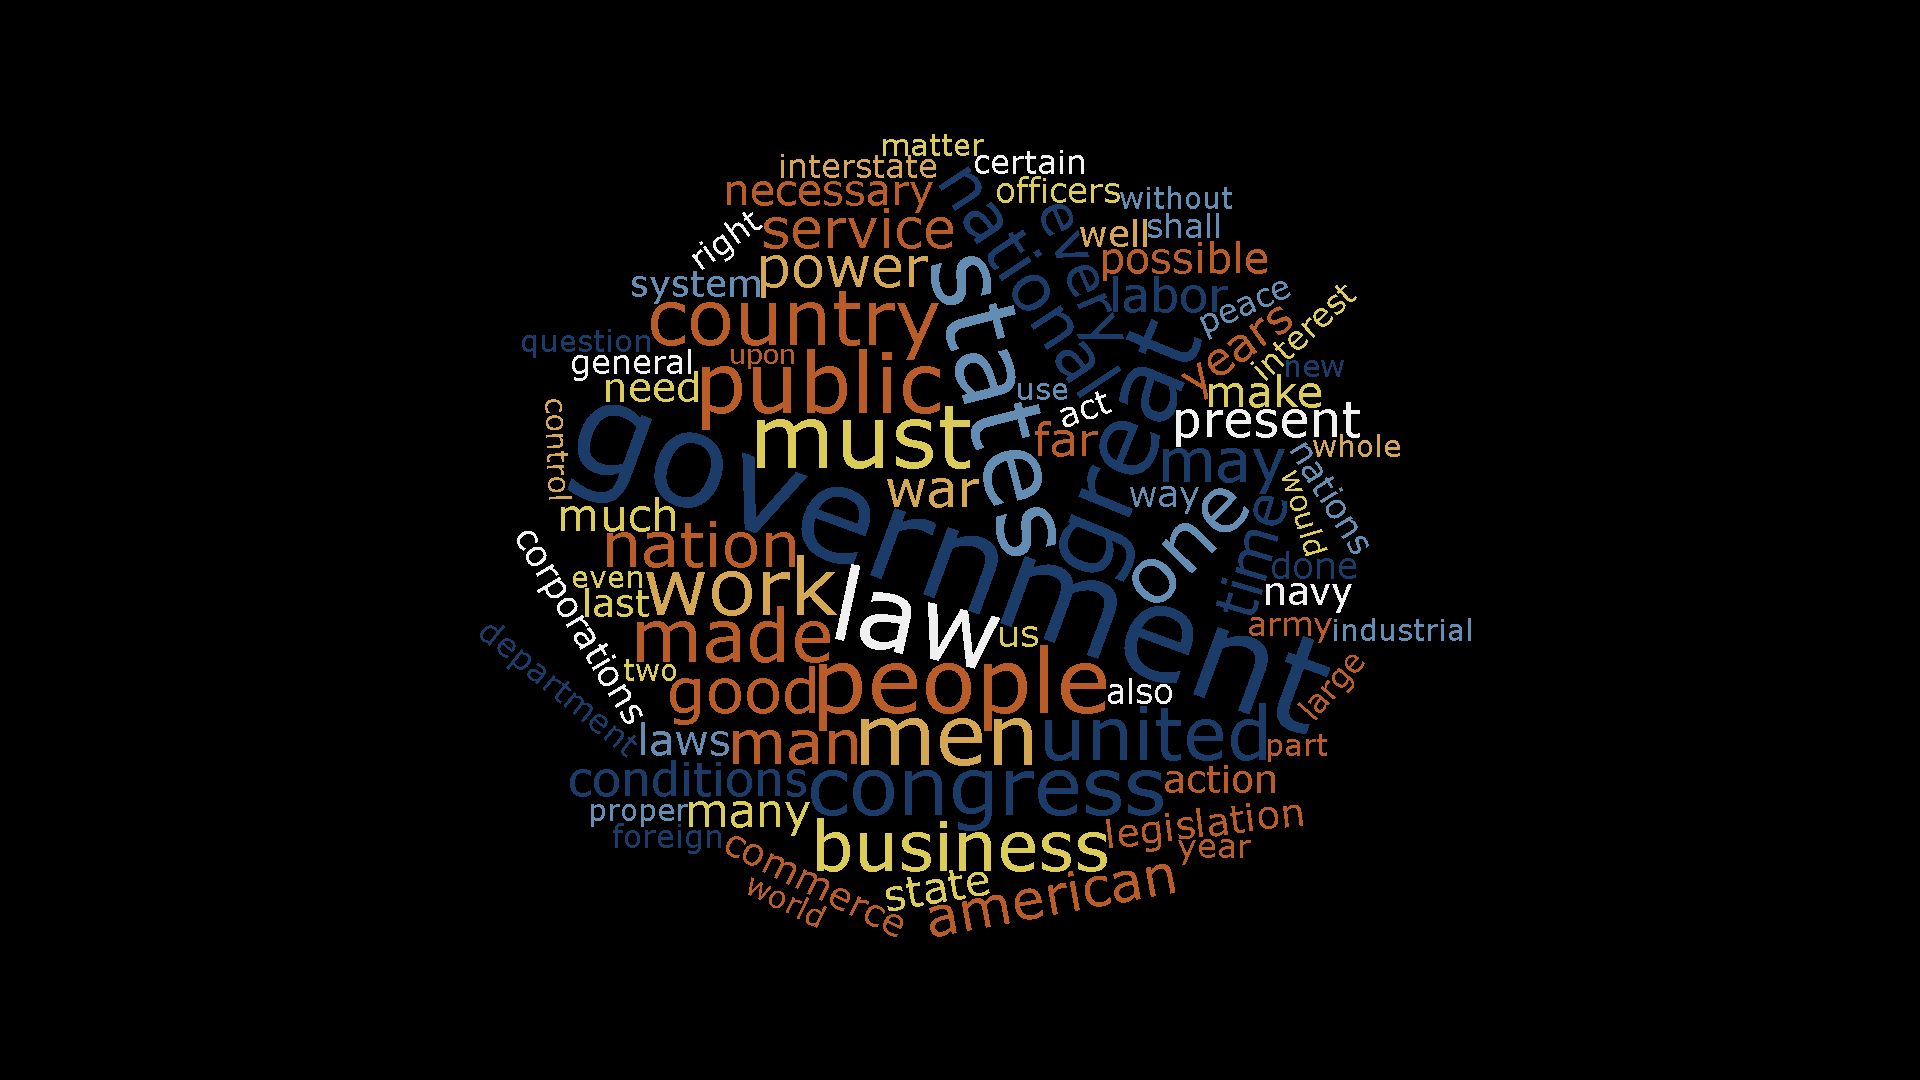 matter
interstate
certain
necessary
national
officers
without
right
service
every
well
shall
system
power
states
possible
country
labor
peace
interest
question
general
upon
public
great
years
new
need
use
act
make
control
government
must
far
present
whole
war
may
way
nations
much
one
time
would
nation
corporations
even
last
work
law
done
navy
made
us
army
industrial
department
two
good
people
also
large
laws
man
men
united
part
conditions
congress
action
proper
many
foreign
commerce
business
legislation
year
world
state
american